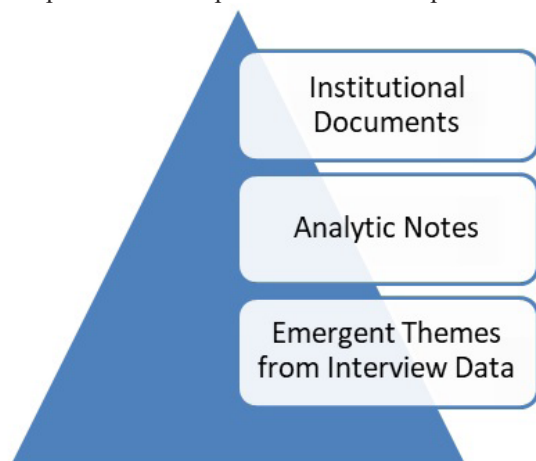 Institutional
Documents
Analytic Notes
Emergent Themes
from Interview Data